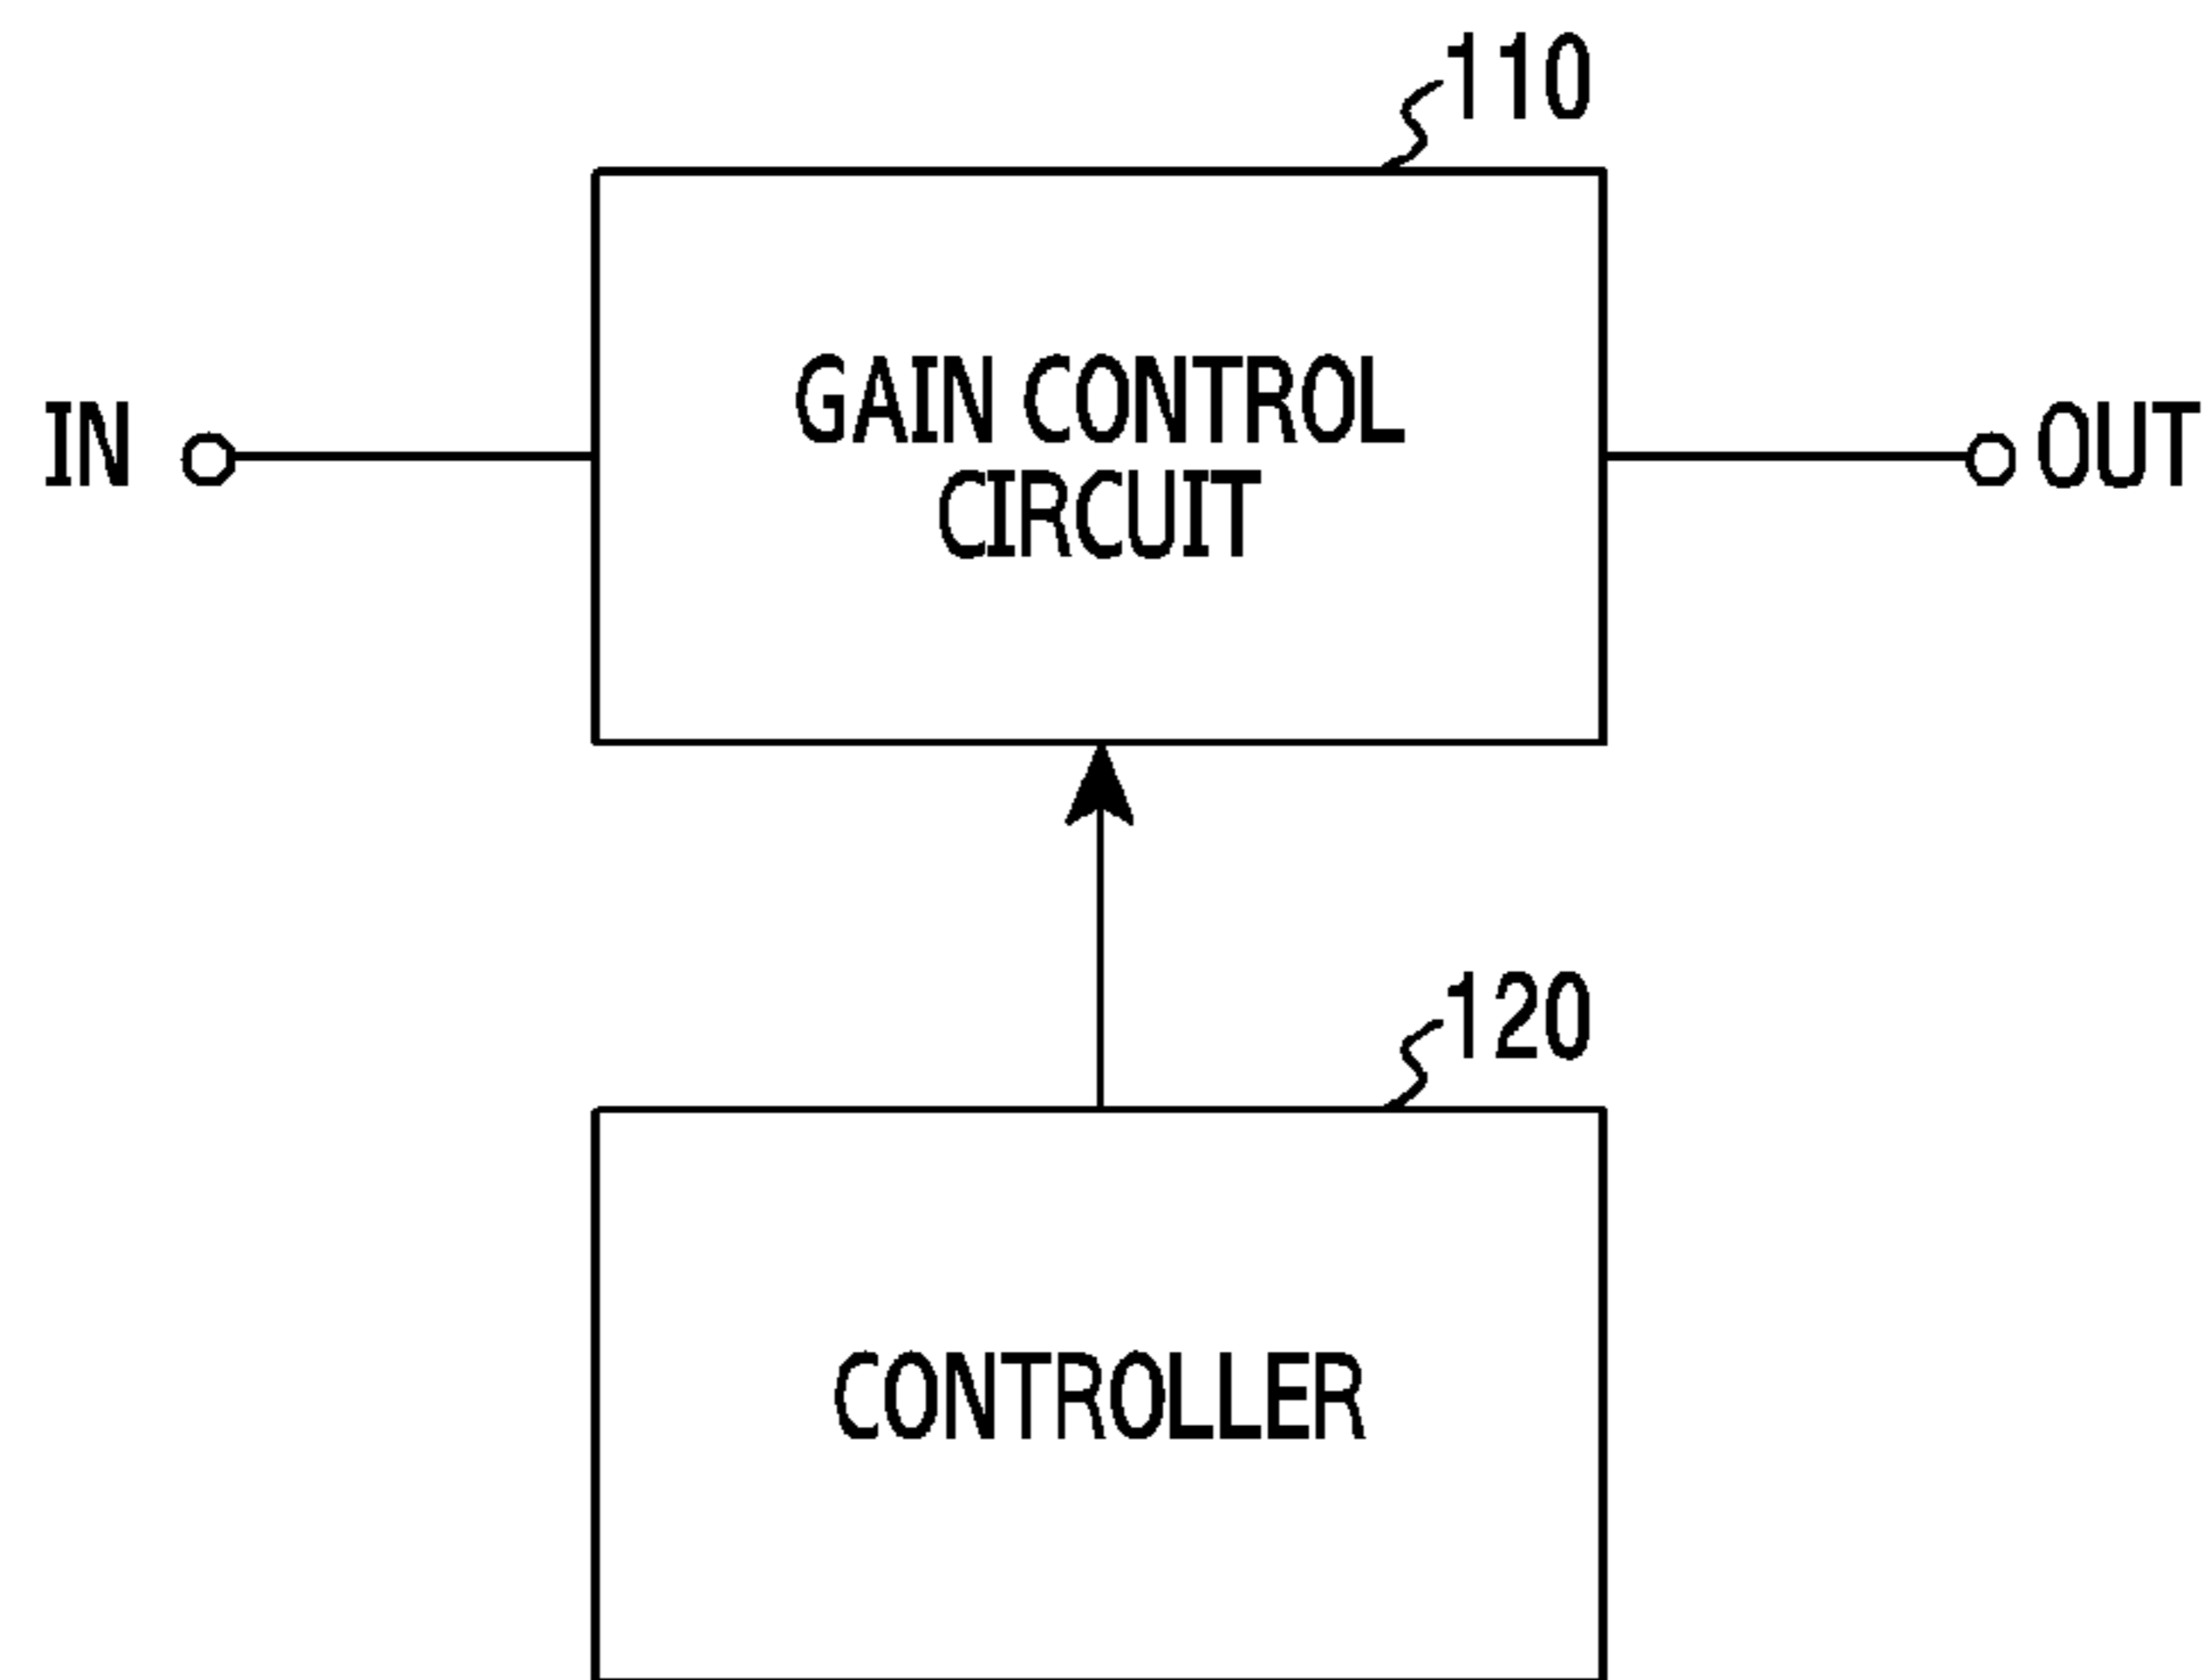 110
GAIN CONTROL
CIRCUIT
IN
OUT
120
CONTROLLER